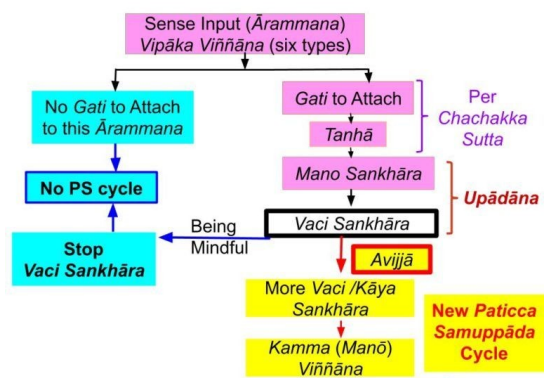 Sense Input (Ārammana)
Vipāka Viññāna (six types)
No Gati to Attach
to this Ārammana
Gati to Attach
Per
Chachakka
Sutta
Tanhā
No PS cycle
Mano Sankhāra
Upādāna
Being
Mindful
Vaci Sankhāra
Stop
Vaci Sankhāra
Avijjā
More Vaci /Kāya
Sankhāra
New Paticca
Samuppāda
Cycle
Kamma (Manō)
Viññāna